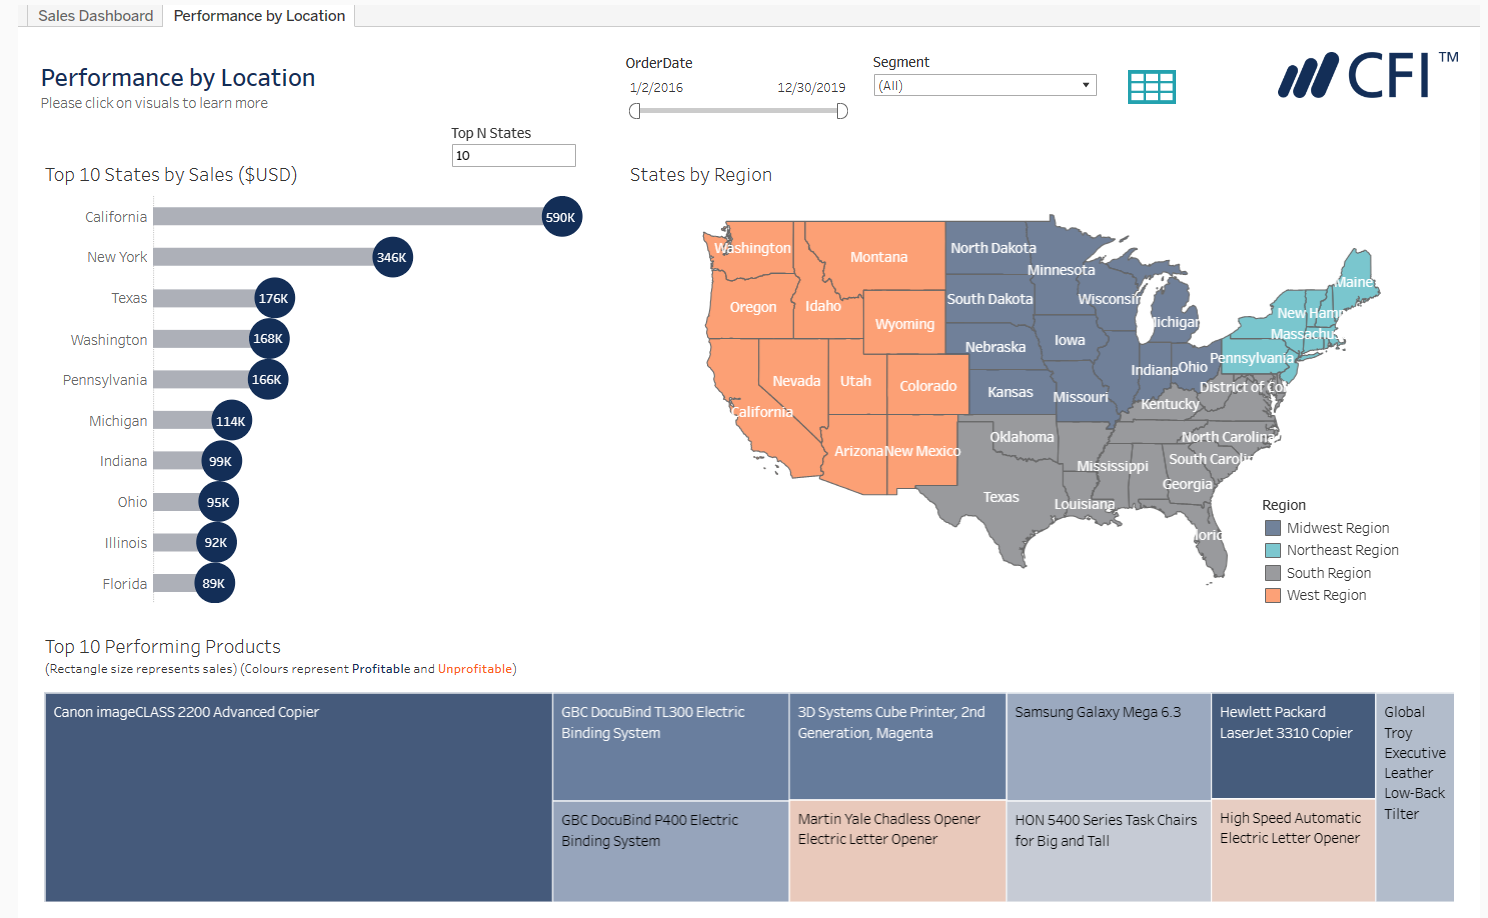 Sales Dashboard
Performance by Location
Performance by Location
Please click on visuals to learn more
OrderDate
1/2/2016
12/30/2019
Segment
(All)
CFI™
Top N States
10
Top 10 States by Sales ($USD)
California
590K
New York
346K
Texas
176K
Washington
168K
Pennsylvania
166K
Michigan
114K
Indiana
99K
Ohio
95K
Illinois
92K
Florida
89K
States by Region
Washington
Montana
North Dakota
Minnesota
Maine
Oregon
Idaho
Wyoming
South Dakota
Wisconsin
Michigan
New Hamp
Massachus
Nebraska
Iowa
Pennsylvania
Nevada
Utah
Colorado
Kansas
Missouri
Indiana
Ohio
District of Col
California
Kentucky
Arizona
New Mexico
Oklahoma
North Carolina
Mississippi
South Carolin
Texas
Louisiana
Georgia
lorid
Region
Midwest Region
Northeast Region
South Region
West Region
Top 10 Performing Products
(Rectangle size represents sales) (Colours represent Profitable and Unprofitable)
Canon imageCLASS 2200 Advanced Copier
GBC DocuBind TL300 Electric
Binding System
GBC DocuBind P400 Electric
Binding System
3D Systems Cube Printer, 2nd
Generation, Magenta
Martin Yale Chadless Opener
Electric Letter Opener
Samsung Galaxy Mega 6.3
HON 5400 Series Task Chairs
for Big and Tall
Hewlett Packard
LaserJet 3310 Copier
High Speed Automatic
Electric Letter Opener
Global
Troy
Executive
Leather
Low-Back
Tilter